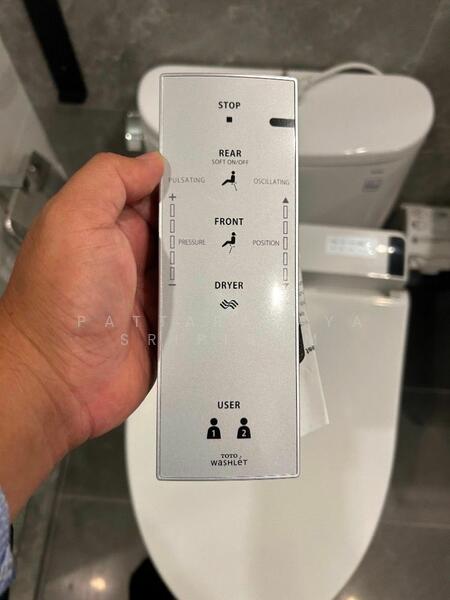 STOP
REAR
SOFT ON/OFF
PULSATING
OSCILLATING
+
FRONT
PRESSURE
POSITION
-
DRYER
USER
1 2
TOTO
WASHLET